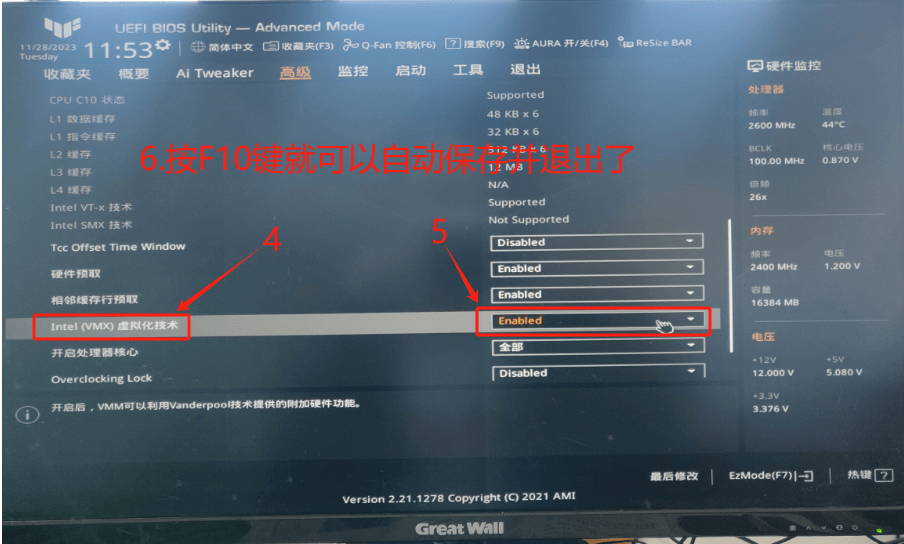 UEFI BIOS Utility — Advanced Mode
11/28/2023 Tuesday 11:53 简体中文 收藏夹(F3) Q-Fan 控制(F6) ? 搜索(F9) AURA 开/关(F4) ReSize BAR
收藏夹 概要 Ai Tweaker 高级 监控 启动 工具 退出
硬件监控
CPU C10 状态 Supported
L1 数据缓存 48 KB x 6
L1 指令缓存 32 KB x 6
L2 缓存 512 KB x 6
L3 缓存 12 MB
L4 缓存 N/A
Intel VT-x 技术 Supported
Intel SMX 技术 Not Supported
Tcc Offset Time Window Disabled
硬件预取 Enabled
相邻缓存行预取 Enabled
Intel (VMX) 虚拟化技术 Enabled
开启处理器核心 全部
Overclocking Lock Disabled
6.按F10键就可以自动保存并退出了
4
5
开启后，VMM可以利用Vanderpool技术提供的附加硬件功能。
处理器
频率 温度
2600 MHz 44°C
BCLK 核心电压
100.00 MHz 0.870 V
倍频
26x
内存
频率 电压
2400 MHz 1.200 V
容量
16384 MB
电压
+12V +5V
12.000 V 5.080 V
+3.3V
3.376 V
最后修改 EzMode(F7) 热键 ?
Version 2.21.1278 Copyright (C) 2021 AMI
Great Wall